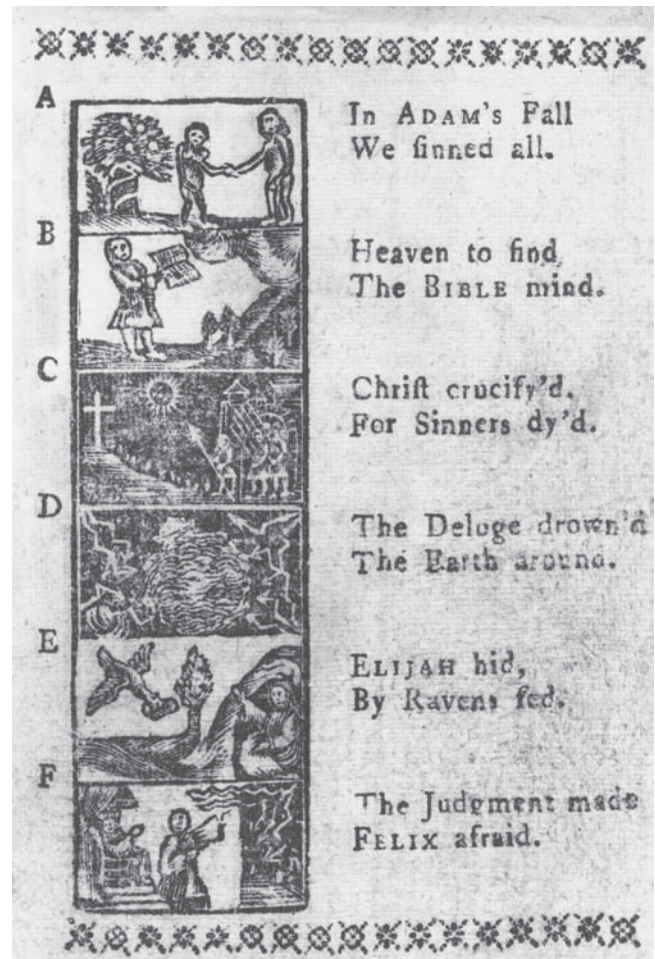 A
In ADAM's Fall
We ſinned all.
B
Heaven to find,
The BIBLE mind.
C
Chriſt crucify'd.
For Sinners dy'd.
D
The Deluge drown'd
The Earth around.
E
ELIJAH hid,
By Ravens fed.
F
The Judgment made
FELIX afraid.